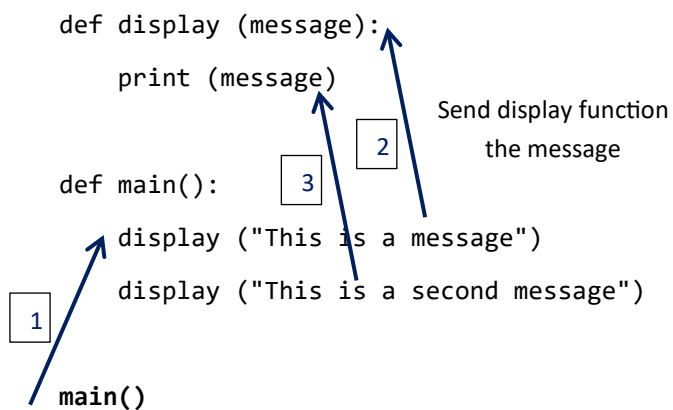 def display (message):
print (message)
Send display function
the message
2
3
def main():
display ("This is a message")
display ("This is a second message")
1
main()